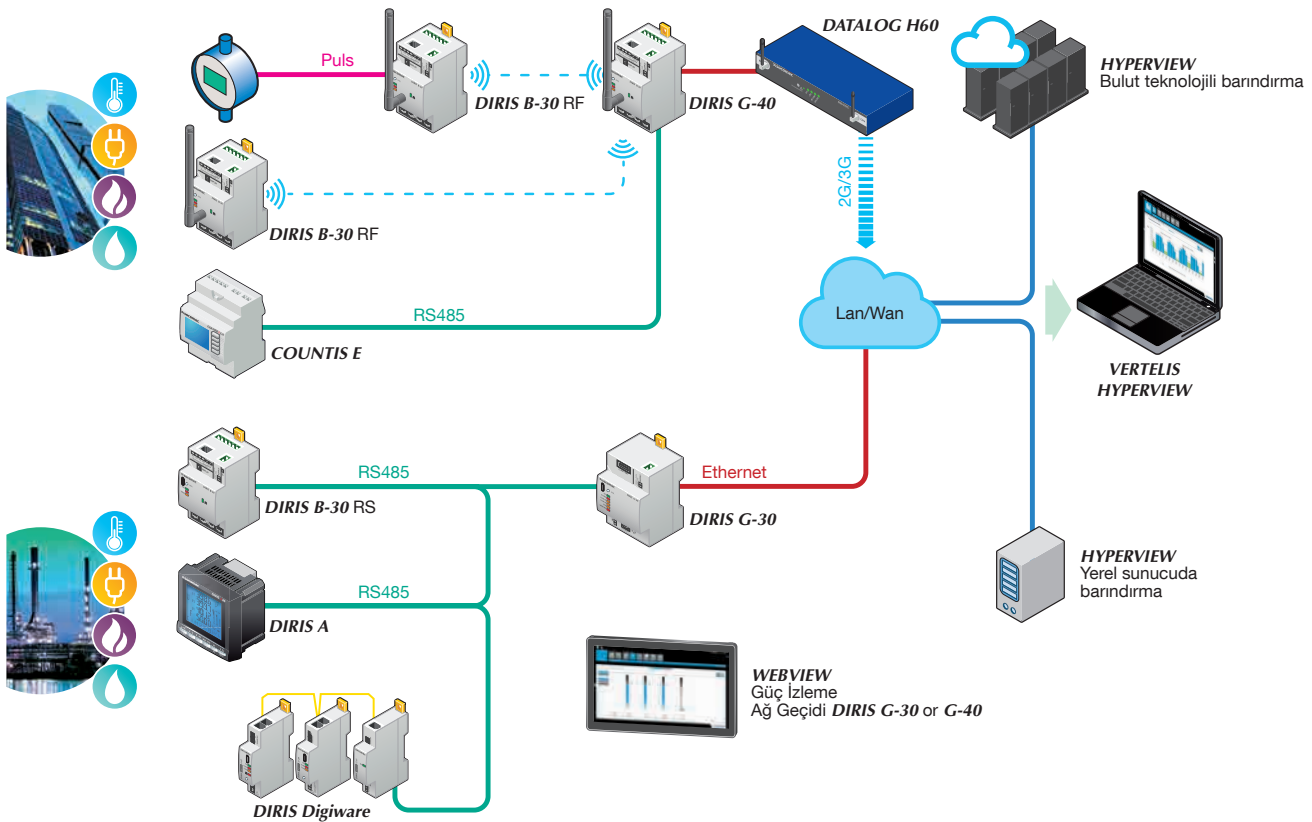 DATALOG H60
HYPERVIEW
Bulut teknolojili barındırma
Puls
DIRIS B-30 RF
DIRIS G-40
2G/3G
DIRIS B-30 RF
Lan/Wan
RS485
COUNTIS E
VERTELIS
HYPERVIEW
RS485
Ethernet
DIRIS B-30 RS
DIRIS G-30
HYPERVIEW
Yerel sunucuda
barındırma
RS485
DIRIS A
WEBVIEW
Güç İzleme
Ağ Geçidi DIRIS G-30 or G-40
DIRIS Digiware